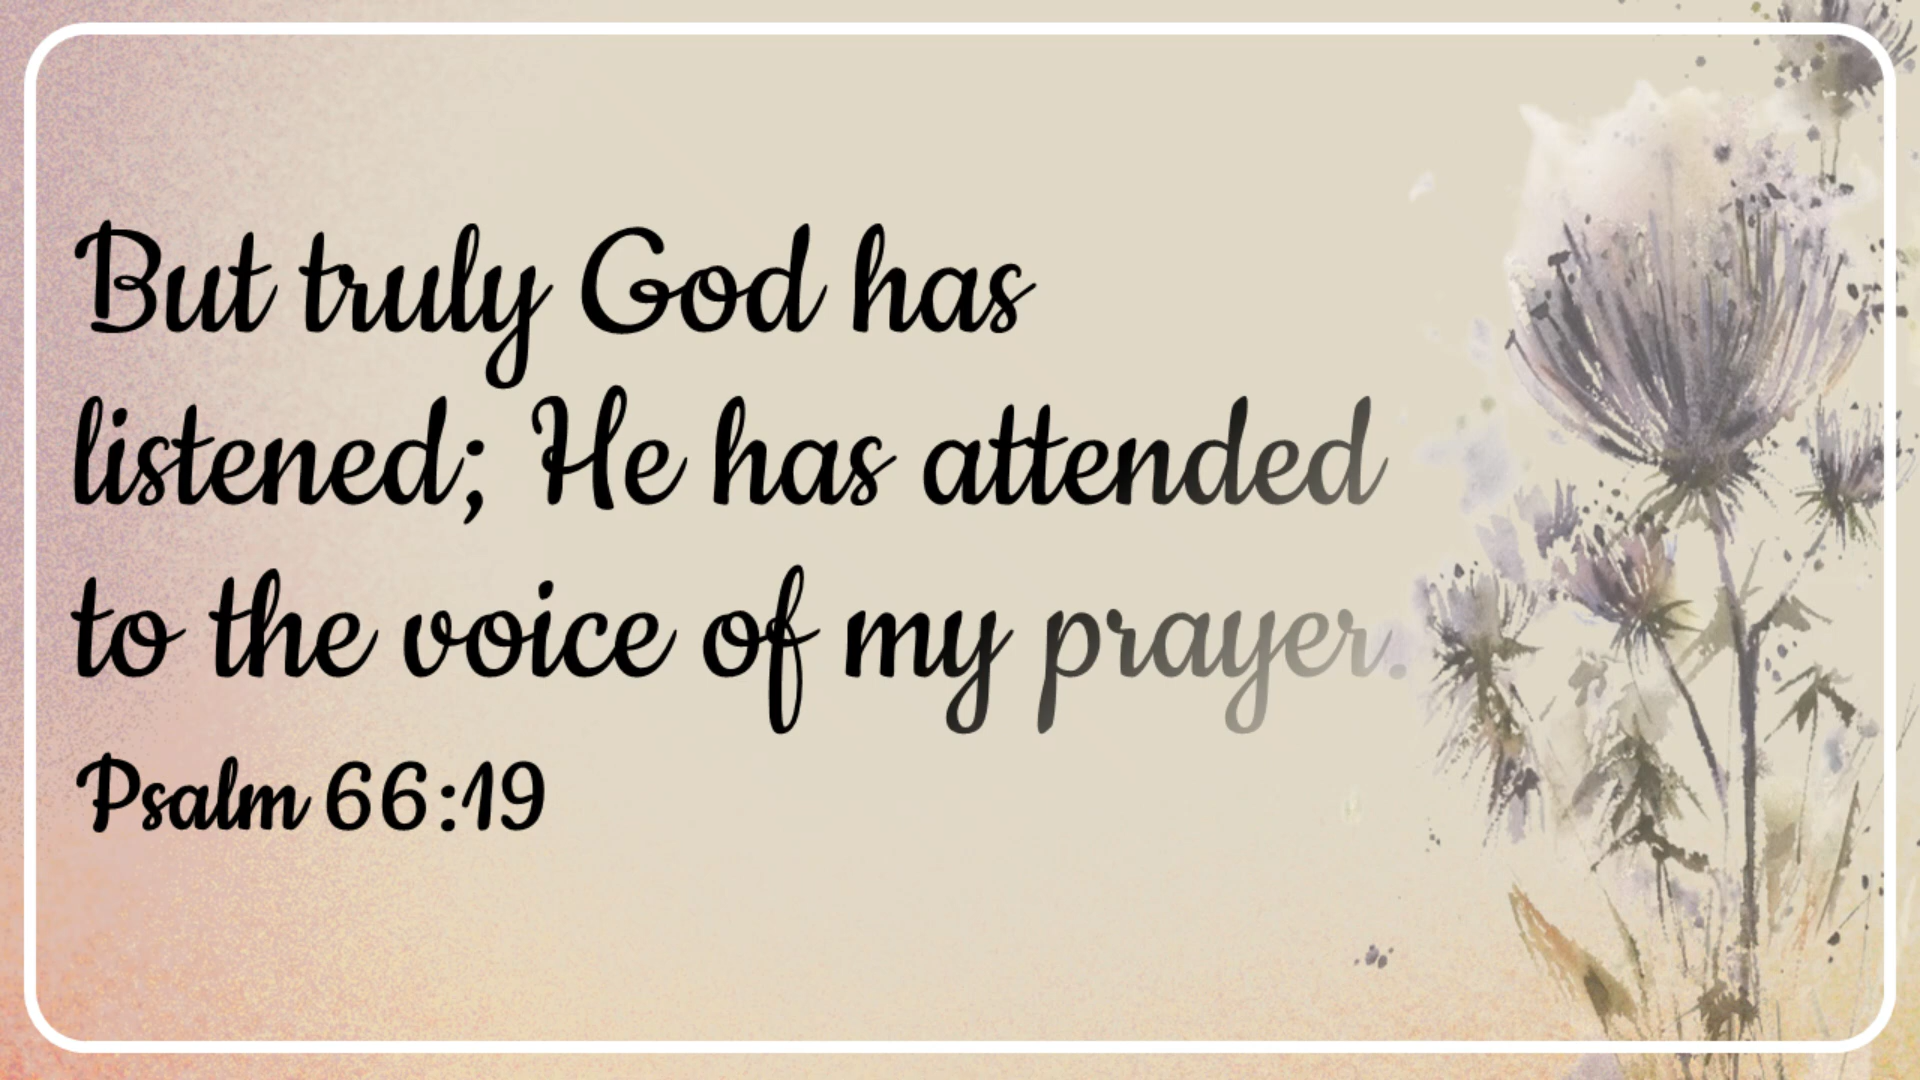 But truly God has
listened; He has attended
to the voice of my prayer.
Psalm 66:19